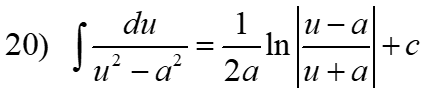 20) ∫ du / (u² − a²) = 1/(2a) ln |(u − a)/(u + a)| + c